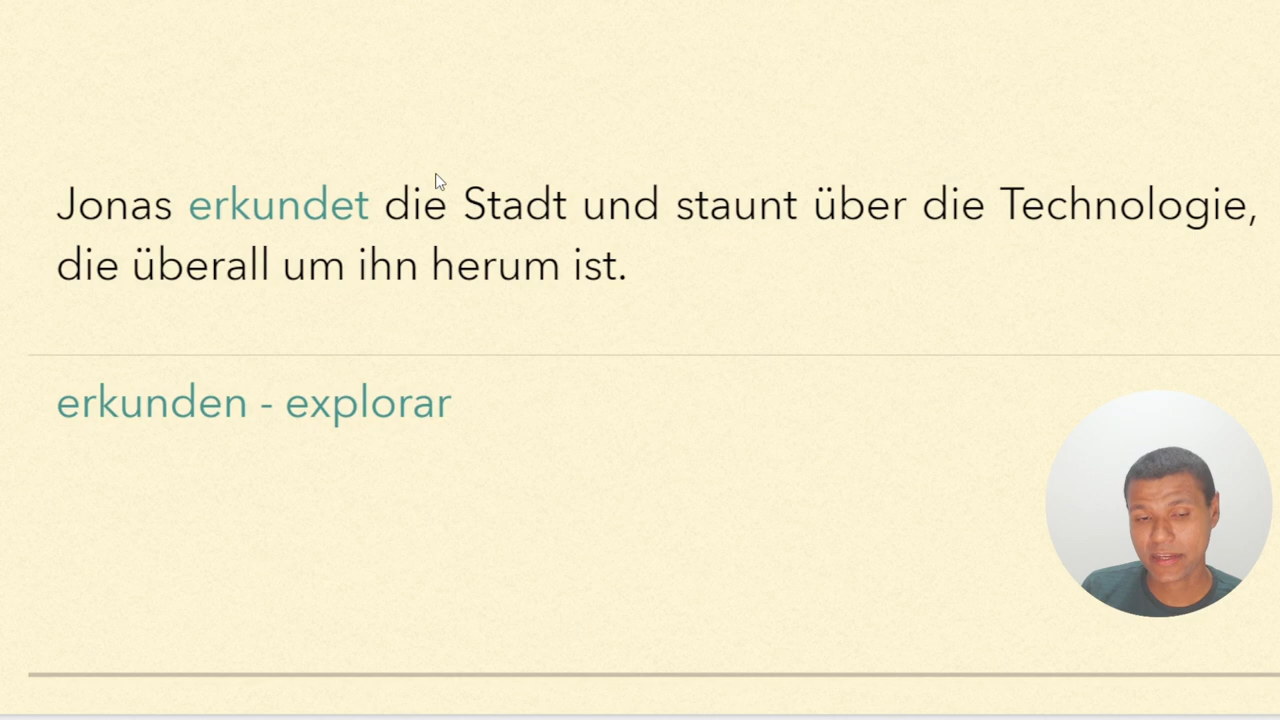 Jonas erkundet die Stadt und staunt über die Technologie,
die überall um ihn herum ist.
erkunden - explorar